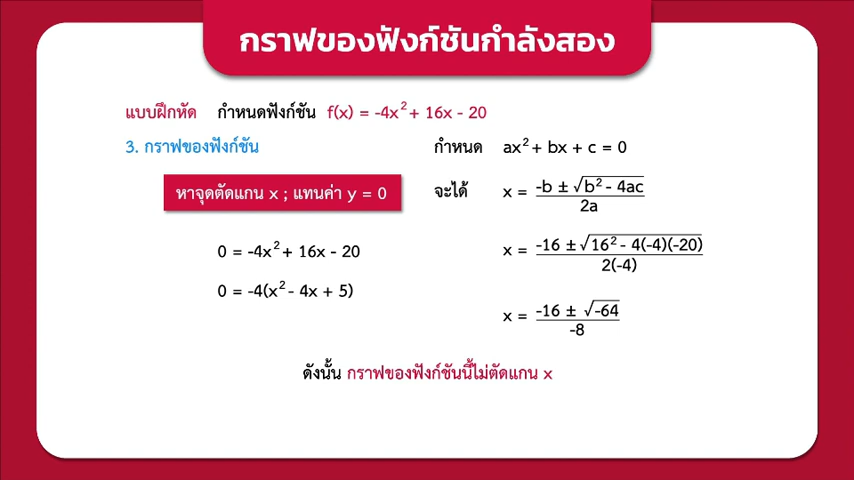 กราฟของฟังก์ชันกำลังสอง
แบบฝึกหัด กำหนดฟังก์ชัน f(x) = -4x² + 16x - 20
3. กราฟของฟังก์ชัน
หาจุดตัดแกน x ; แทนค่า y = 0
0 = -4x² + 16x - 20
0 = -4(x² - 4x + 5)
กำหนด ax² + bx + c = 0
จะได้ x = (-b ± √(b² - 4ac)) / 2a
x = (-16 ± √(16² - 4(-4)(-20))) / 2(-4)
x = (-16 ± √(-64)) / -8
ดังนั้น กราฟของฟังก์ชันนี้ไม่ตัดแกน x